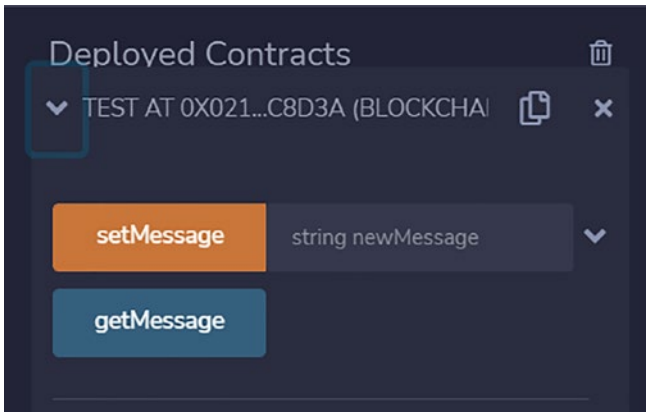 Deployed Contracts
TEST AT 0X021...C8D3A (BLOCKCHAI
setMessage string newMessage
getMessage